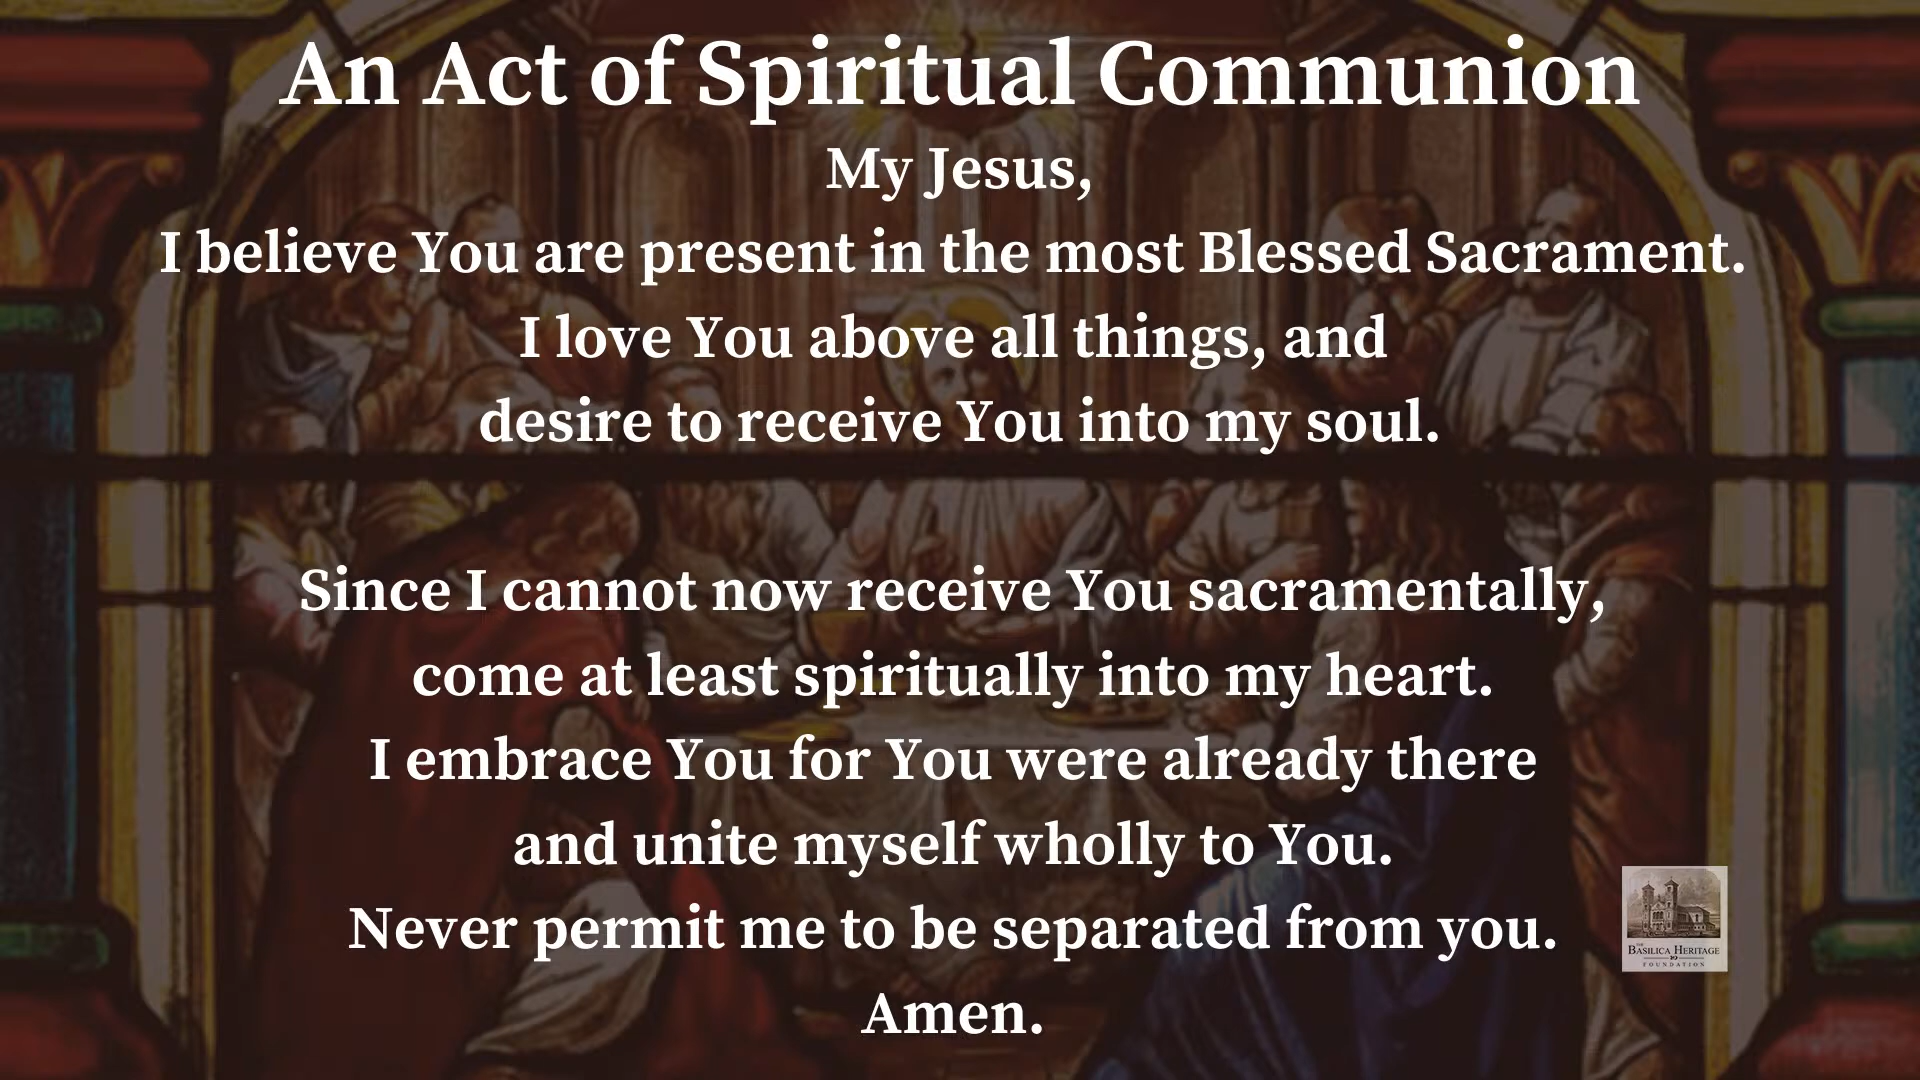 An Act of Spiritual Communion
My Jesus,
I believe You are present in the most Blessed Sacrament.
I love You above all things, and
desire to receive You into my soul.
Since I cannot now receive You sacramentally,
come at least spiritually into my heart.
I embrace You for You were already there
and unite myself wholly to You.
Never permit me to be separated from you.
Amen.
THE
BASILICA HERITAGE
FOUNDATION